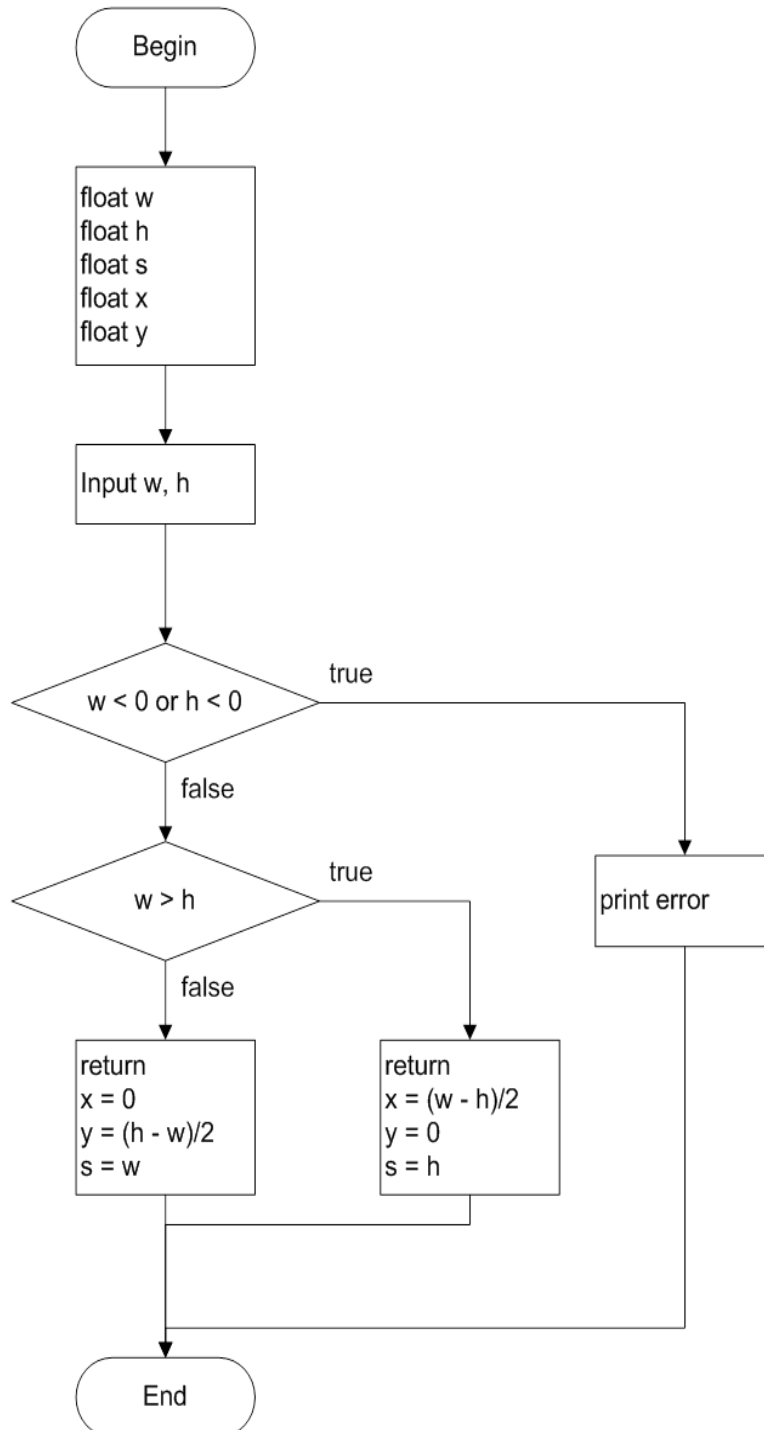 Begin
float w
float h
float s
float x
float y
Input w, h
w < 0 or h < 0
true
false
w > h
true
print error
false
return
x = 0
y = (h - w)/2
s = w
return
x = (w - h)/2
y = 0
s = h
End